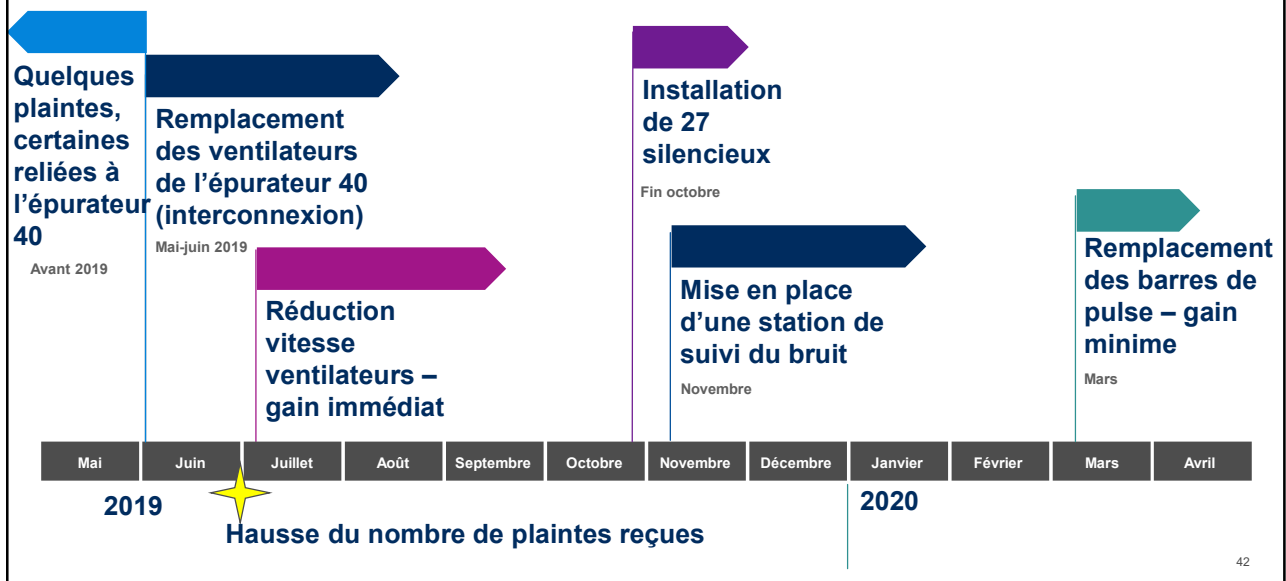 Quelques
plaintes,
certaines
reliées à
l'épurateur
40
Avant 2019
Remplacement
des ventilateurs
de l'épurateur 40
(interconnexion)
Mai-juin 2019
Réduction
vitesse
ventilateurs –
gain immédiat
Installation
de 27
silencieux
Fin octobre
Mise en place
d'une station de
suivi du bruit
Novembre
Remplacement
des barres de
pulse – gain
minime
Mars
Mai
Juin
Juillet
Août
Septembre
Octobre
Novembre
Décembre
Janvier
Février
Mars
Avril
2019
2020
Hausse du nombre de plaintes reçues
42